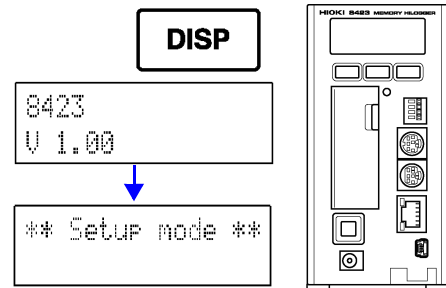 DISP
8423
V 1.00
** Setup mode **
HIOKI 8423 MEMORY HiLOGGER